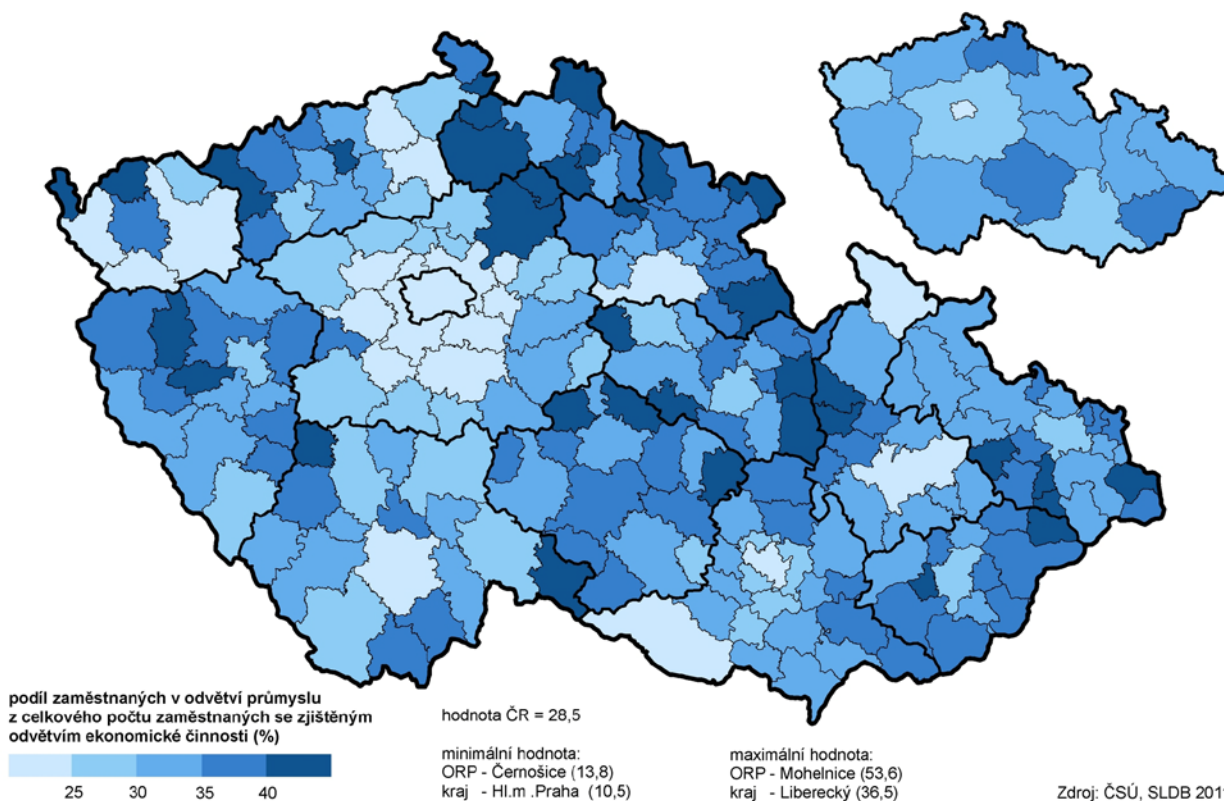 podíl zaměstnaných v odvětví průmyslu
z celkového počtu zaměstnaných se zjištěným
odvětvím ekonomické činnosti (%)
25 30 35 40
hodnota ČR = 28,5
minimální hodnota:
ORP - Černošice (13,8)
kraj - Hl.m .Praha (10,5)
maximální hodnota:
ORP - Mohelnice (53,6)
kraj - Liberecký (36,5)
Zdroj: ČSÚ, SLDB